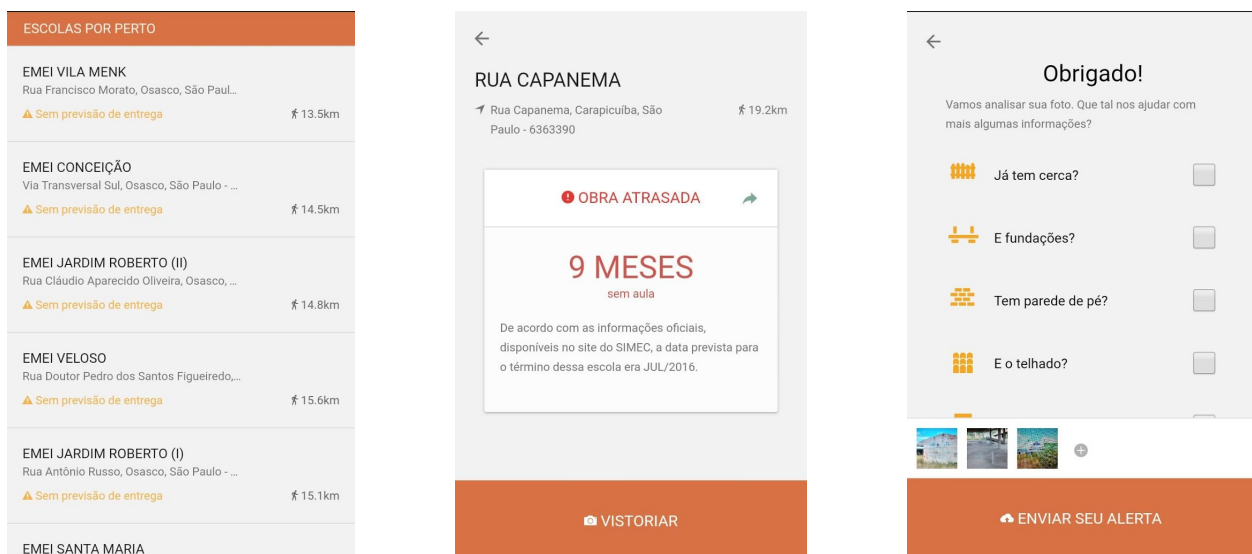 ESCOLAS POR PERTO
EMEI VILA MENK
Rua Francisco Morato, Osasco, São Paul...
Sem previsão de entrega
13.5km
EMEI CONCEIÇÃO
Via Transversal Sul, Osasco, São Paulo - ...
Sem previsão de entrega
14.5km
EMEI JARDIM ROBERTO (II)
Rua Cláudio Aparecido Oliveira, Osasco, ...
Sem previsão de entrega
14.8km
EMEI VELOSO
Rua Doutor Pedro dos Santos Figueiredo,...
Sem previsão de entrega
15.6km
EMEI JARDIM ROBERTO (I)
Rua Antônio Russo, Osasco, São Paulo - ...
Sem previsão de entrega
15.1km
EMEI SANTA MARIA
RUA CAPANEMA
Rua Capanema, Carapicuíba, São
Paulo - 6363390
19.2km
OBRA ATRASADA
9 MESES
sem aula
De acordo com as informações oficiais,
disponíveis no site do SIMEC, a data prevista para
o término dessa escola era JUL/2016.
VISTORIAR
Obrigado!
Vamos analisar sua foto. Que tal nos ajudar com
mais algumas informações?
Já tem cerca?
E fundações?
Tem parede de pé?
E o telhado?
ENVIAR SEU ALERTA